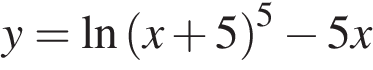 y = ln(x + 5)^5 − 5x